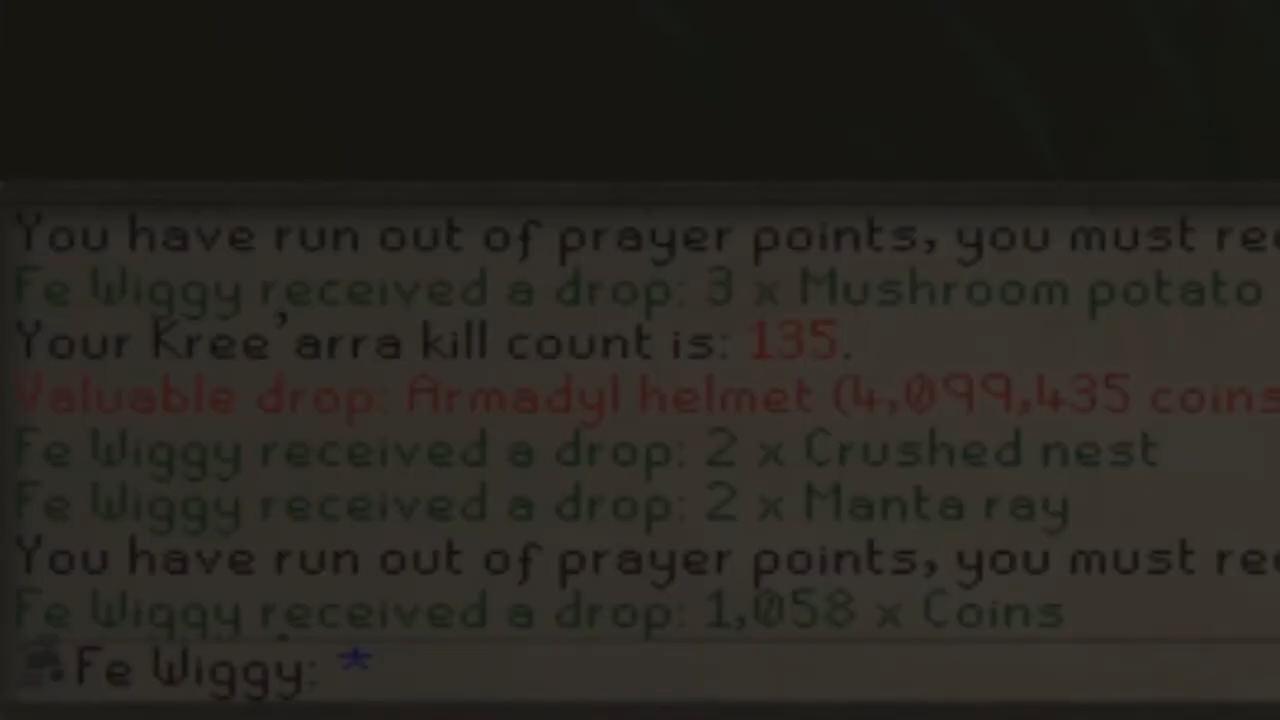 You have run out of prayer points, you must
Fe Wiggy received a drop: 3 x Mushroom potato
Your Kree'arra kill count is: 135.
Valuable drop: Armadyl helmet (4,099,435 coins
Fe Wiggy received a drop: 2 x Crushed nest
Fe Wiggy received a drop: 2 x Manta ray
You have run out of prayer points, you must
Fe Wiggy received a drop: 1,058 x Coins
Fe Wiggy: *